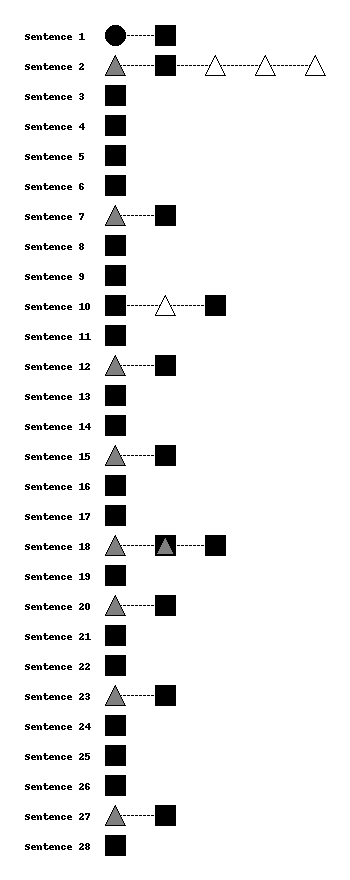 Sentence 1
Sentence 2
Sentence 3
Sentence 4
Sentence 5
Sentence 6
Sentence 7
Sentence 8
Sentence 9
Sentence 10
Sentence 11
Sentence 12
Sentence 13
Sentence 14
Sentence 15
Sentence 16
Sentence 17
Sentence 18
Sentence 19
Sentence 20
Sentence 21
Sentence 22
Sentence 23
Sentence 24
Sentence 25
Sentence 26
Sentence 27
Sentence 28